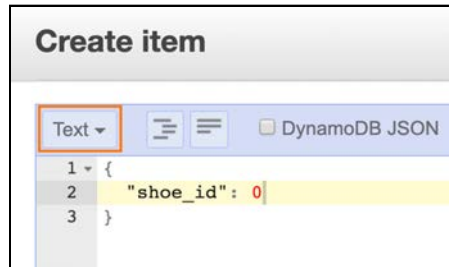 Create item
Text DynamoDB JSON
1 {
2 "shoe_id": 0
3 }